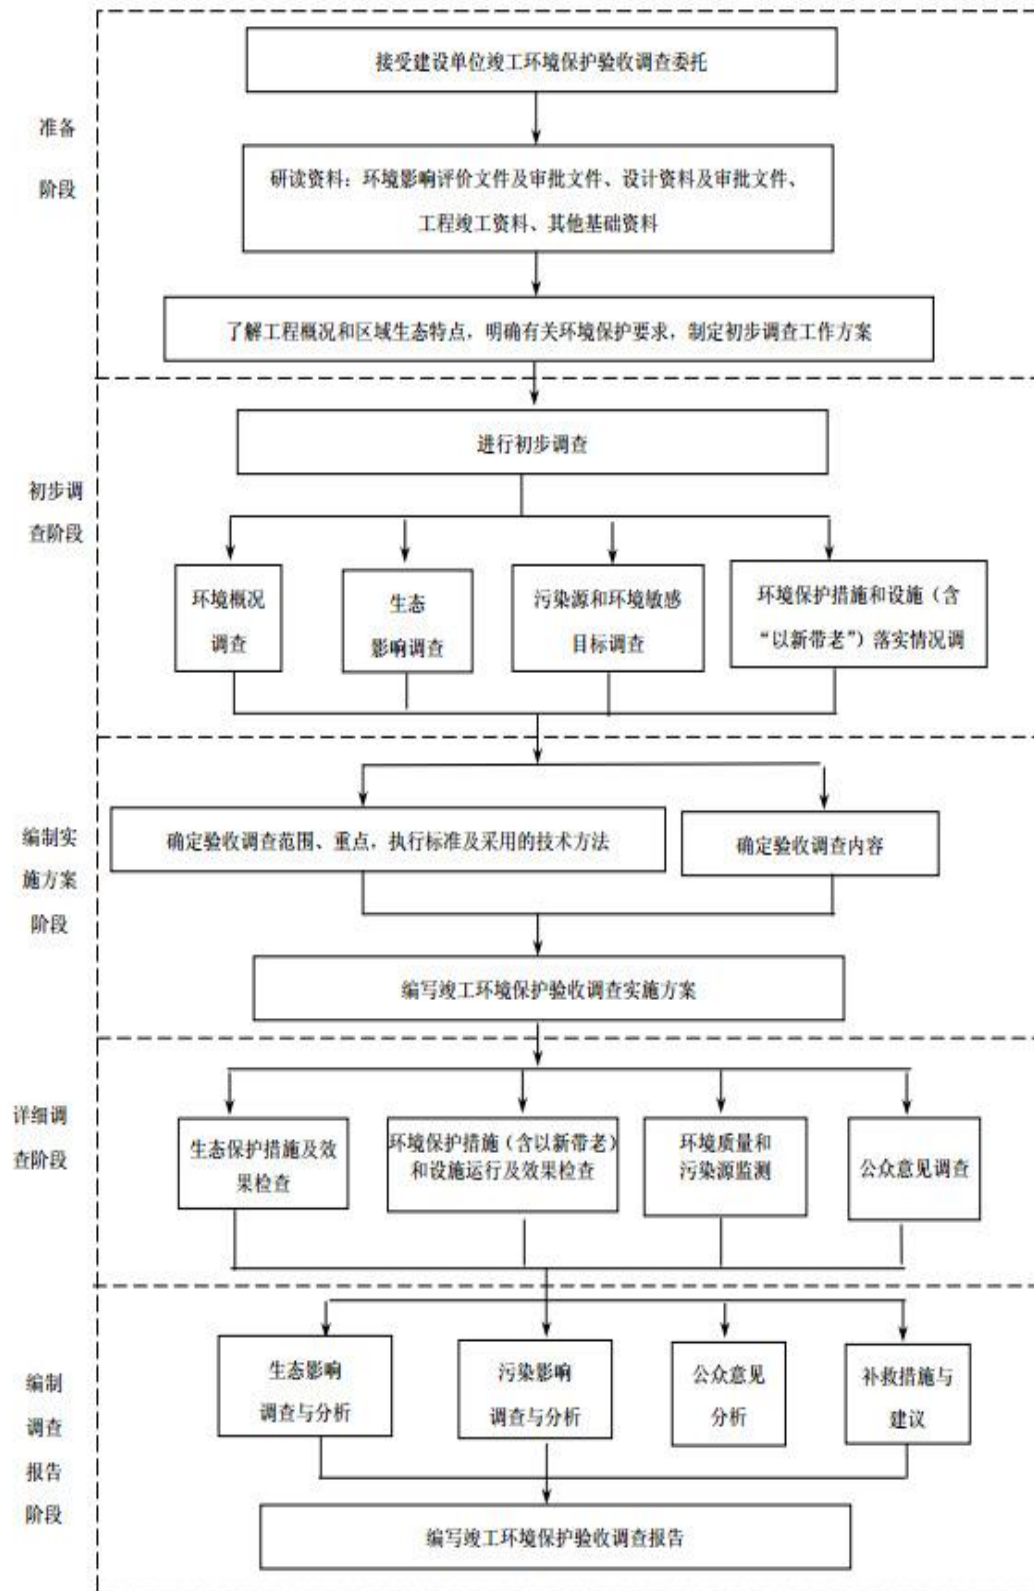 接受建设单位竣工环境保护验收调查委托
准备
阶段
研读资料：环境影响评价文件及审批文件、设计资料及审批文件、
工程竣工资料、其他基础资料
了解工程概况和区域生态特点，明确有关环境保护要求，制定初步调查工作方案
初步调
查阶段
进行初步调查
环境概况
调查
生态
影响调查
污染源和环境敏感
目标调查
环境保护措施和设施（含
“以新带老”）落实情况调
编制实
施方案
阶段
确定验收调查范围、重点，执行标准及采用的技术方法
确定验收调查内容
编写竣工环境保护验收调查实施方案
详细调
查阶段
生态保护措施及效
果检查
环境保护措施（含以新带老）
和设施运行及效果检查
环境质量和
污染源监测
公众意见调查
编制
调查
报告
阶段
生态影响
调查与分析
污染影响
调查与分析
公众意见
分析
补救措施与
建议
编写竣工环境保护验收调查报告